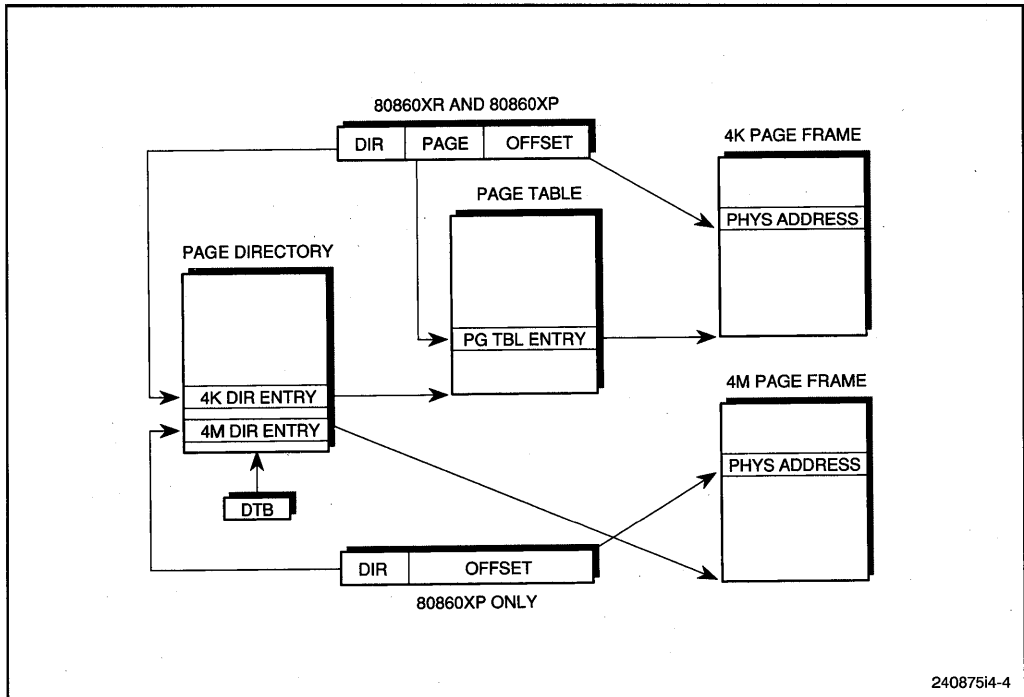 80860XR AND 80860XP
DIR PAGE OFFSET
4K PAGE FRAME
PHYS ADDRESS
PAGE TABLE
PG TBL ENTRY
PAGE DIRECTORY
4K DIR ENTRY
4M DIR ENTRY
DTB
4M PAGE FRAME
PHYS ADDRESS
DIR OFFSET
80860XP ONLY
240875i4-4